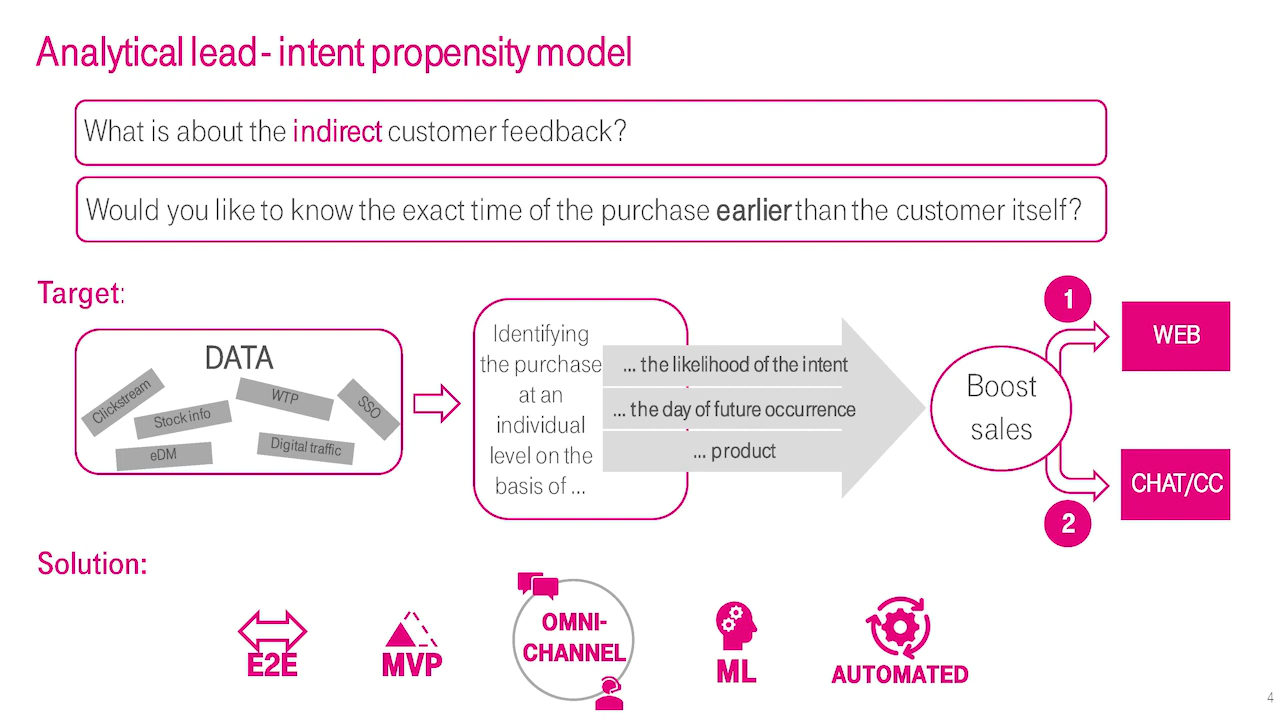 Analytical lead - intent propensity model
What is about the indirect customer feedback?
Would you like to know the exact time of the purchase earlier than the customer itself?
Target:
DATA
Clickstream
Stock info
WTP
SSO
eDM
Digital traffic
Identifying
the purchase
at an
individual
level on the
basis of ...
... the likelihood of the intent
... the day of future occurrence
... product
Boost
sales
1
WEB
CHAT/CC
2
Solution:
E2E
MVP
OMNI-
CHANNEL
ML
AUTOMATED
4